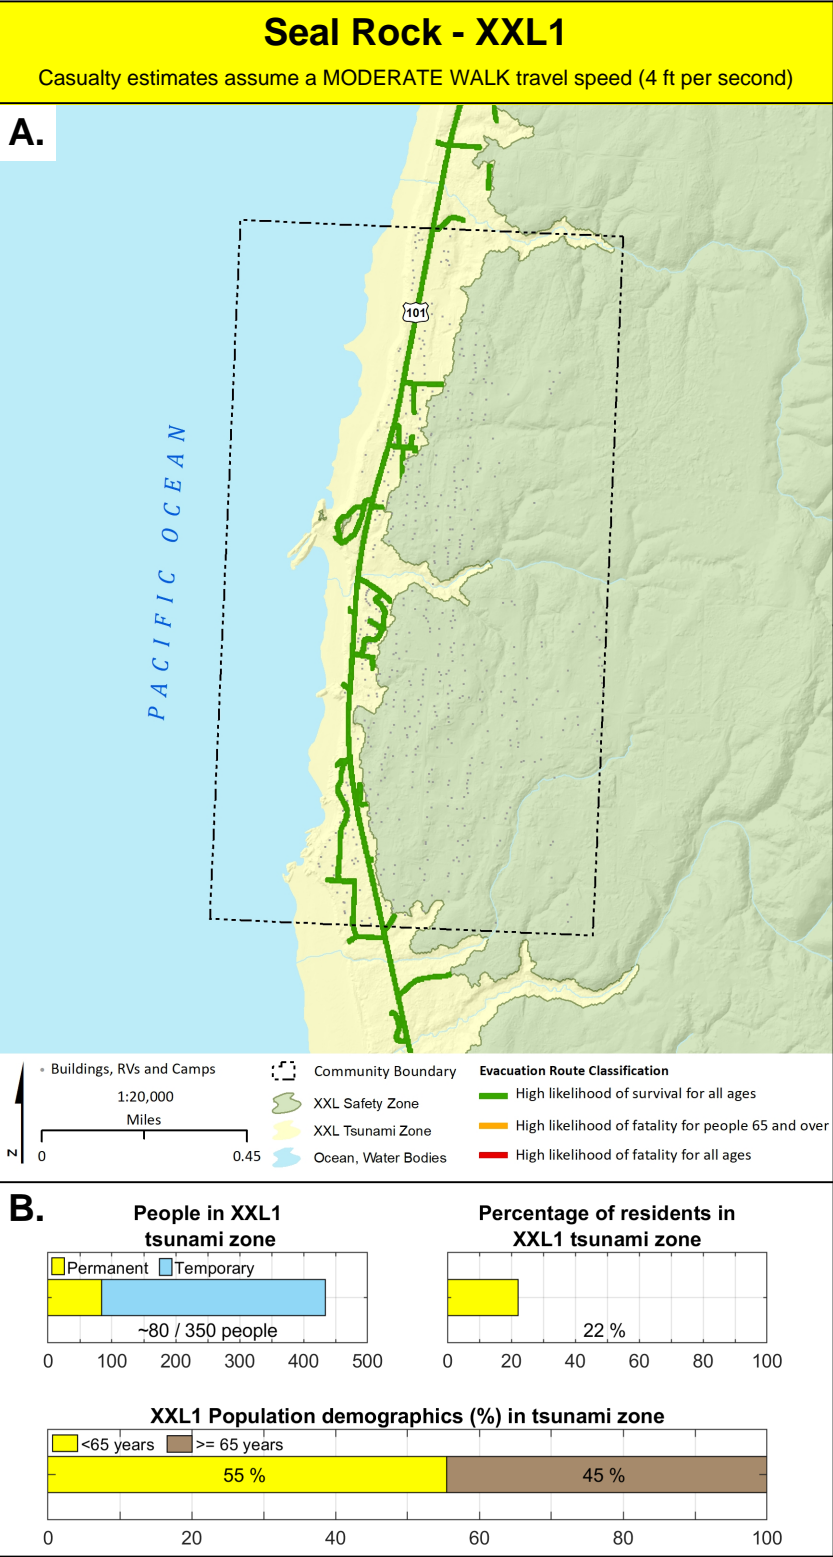 Seal Rock - XXL1
Casualty estimates assume a MODERATE WALK travel speed (4 ft per second)
A.
101
PACIFIC OCEAN
Buildings, RVs and Camps
1:20,000
Miles
0 0.45
N
Community Boundary
XXL Safety Zone
XXL Tsunami Zone
Ocean, Water Bodies
Evacuation Route Classification
High likelihood of survival for all ages
High likelihood of fatality for people 65 and over
High likelihood of fatality for all ages
B.
People in XXL1
tsunami zone
Permanent Temporary
~80 / 350 people
0 100 200 300 400 500
Percentage of residents in
XXL1 tsunami zone
22 %
0 20 40 60 80 100
XXL1 Population demographics (%) in tsunami zone
<65 years >= 65 years
55 % 45 %
0 20 40 60 80 100